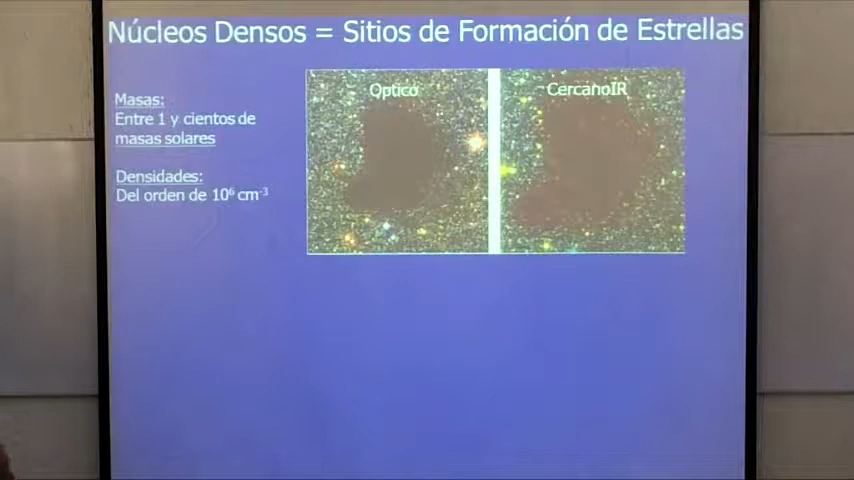 Núcleos Densos = Sitios de Formación de Estrellas
Masas:
Entre 1 y cientos de
masas solares
Densidades:
Del orden de 10⁶ cm⁻³
Optico
CercanoIR